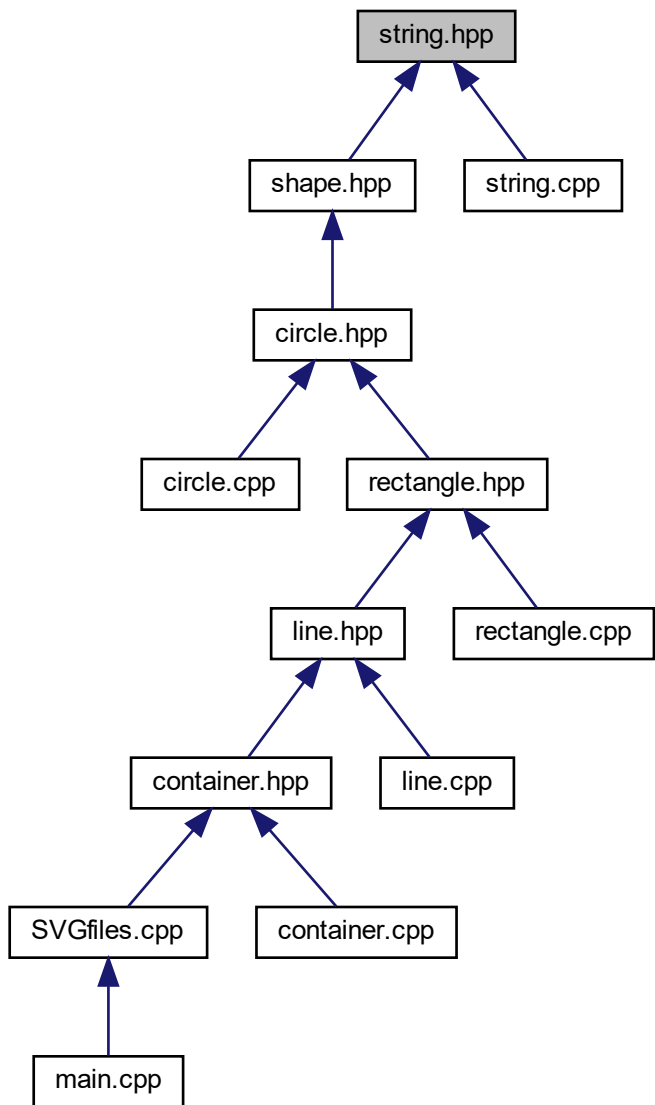 string.hpp
shape.hpp
string.cpp
circle.hpp
circle.cpp
rectangle.hpp
line.hpp
rectangle.cpp
container.hpp
line.cpp
SVGfiles.cpp
container.cpp
main.cpp